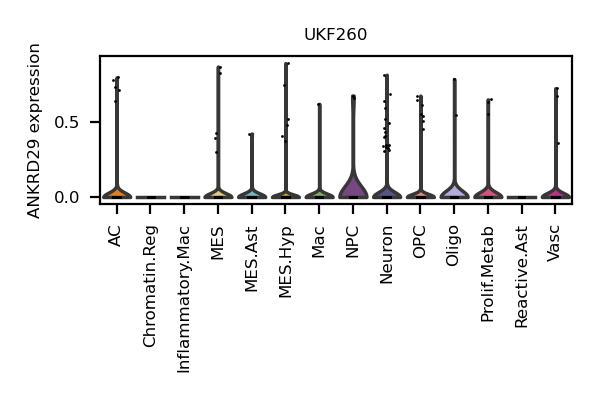 UKF260
ANKRD29 expression
0.5
0.0
AC
Chromatin.Reg
Inflammatory.Mac
MES
MES.Ast
MES.Hyp
Mac
NPC
Neuron
OPC
Oligo
Prolif.Metab
Reactive.Ast
Vasc